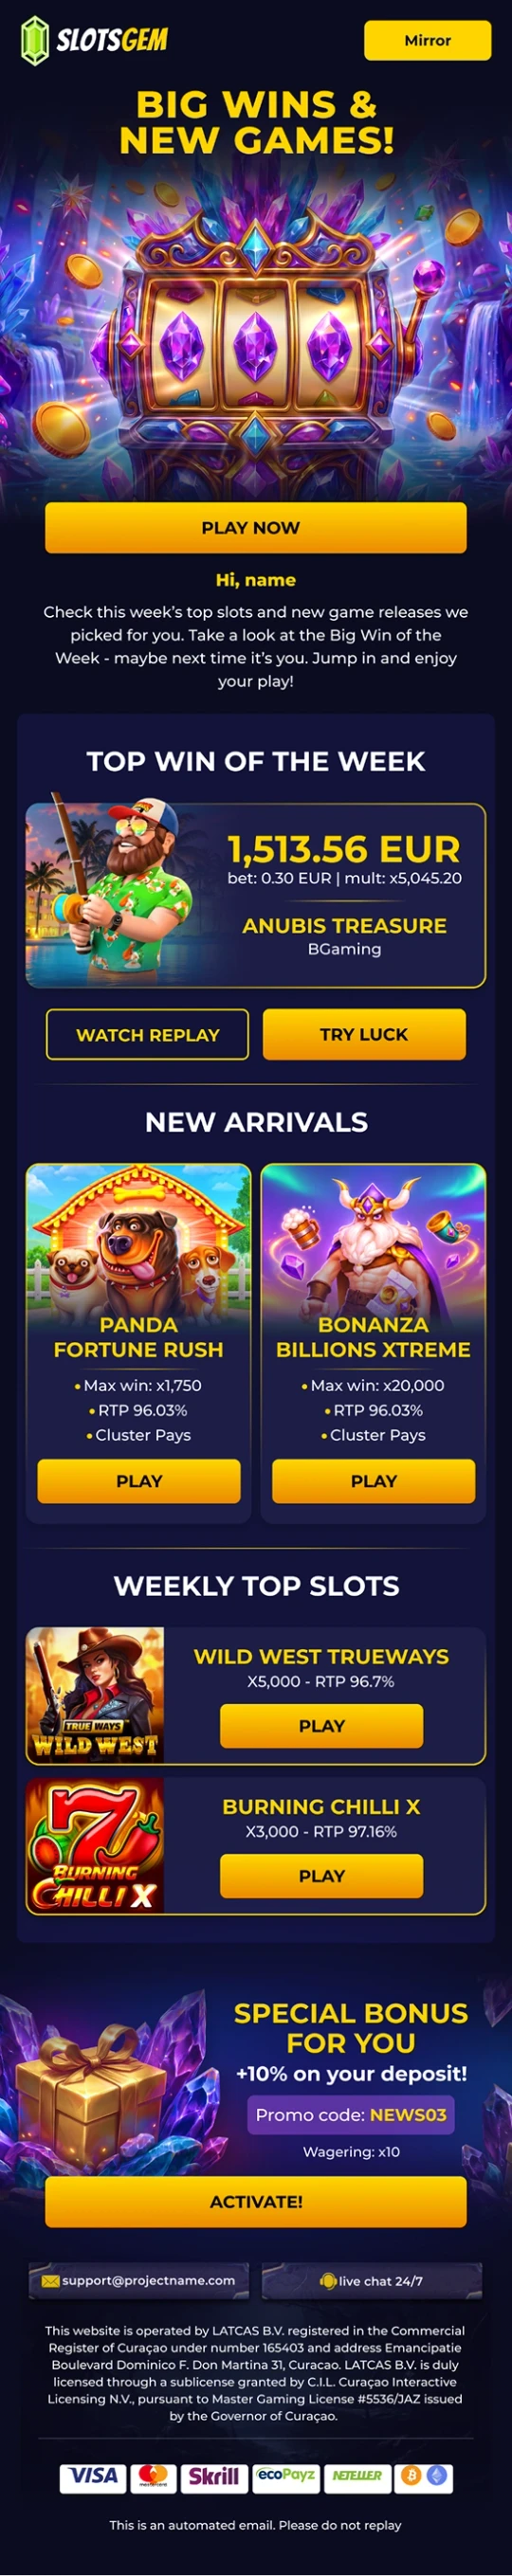 SLOTSGEM
Mirror
BIG WINS &
NEW GAMES!
PLAY NOW
Hi, name
Check this week's top slots and new game releases we
picked for you. Take a look at the Big Win of the
Week - maybe next time it's you. Jump in and enjoy
your play!
TOP WIN OF THE WEEK
1,513.56 EUR
bet: 0.30 EUR | mult: x5,045.20
ANUBIS TREASURE
BGaming
WATCH REPLAY
TRY LUCK
NEW ARRIVALS
PANDA
FORTUNE RUSH
• Max win: x1,750
• RTP 96.03%
• Cluster Pays
PLAY
BONANZA
BILLIONS XTREME
• Max win: x20,000
• RTP 96.03%
• Cluster Pays
PLAY
WEEKLY TOP SLOTS
TRUE WAYS
WILD WEST
WILD WEST TRUEWAYS
X5,000 - RTP 96.7%
PLAY
BURNING
CHILLI X
BURNING CHILLI X
X3,000 - RTP 97.16%
PLAY
SPECIAL BONUS
FOR YOU
+10% on your deposit!
Promo code: NEWS03
Wagering: x10
ACTIVATE!
support@projectname.com
live chat 24/7
This website is operated by LATCAS B.V. registered in the Commercial
Register of Curaçao under number 165403 and address Emancipatie
Boulevard Dominico F. Don Martina 31, Curacao. LATCAS B.V. is duly
licensed through a sublicense granted by C.I.L. Curaçao Interactive
Licensing N.V., pursuant to Master Gaming License #5536/JAZ issued
by the Governor of Curaçao.
VISA
mastercard
Skrill
ecoPayz
NETELLER
This is an automated email. Please do not replay